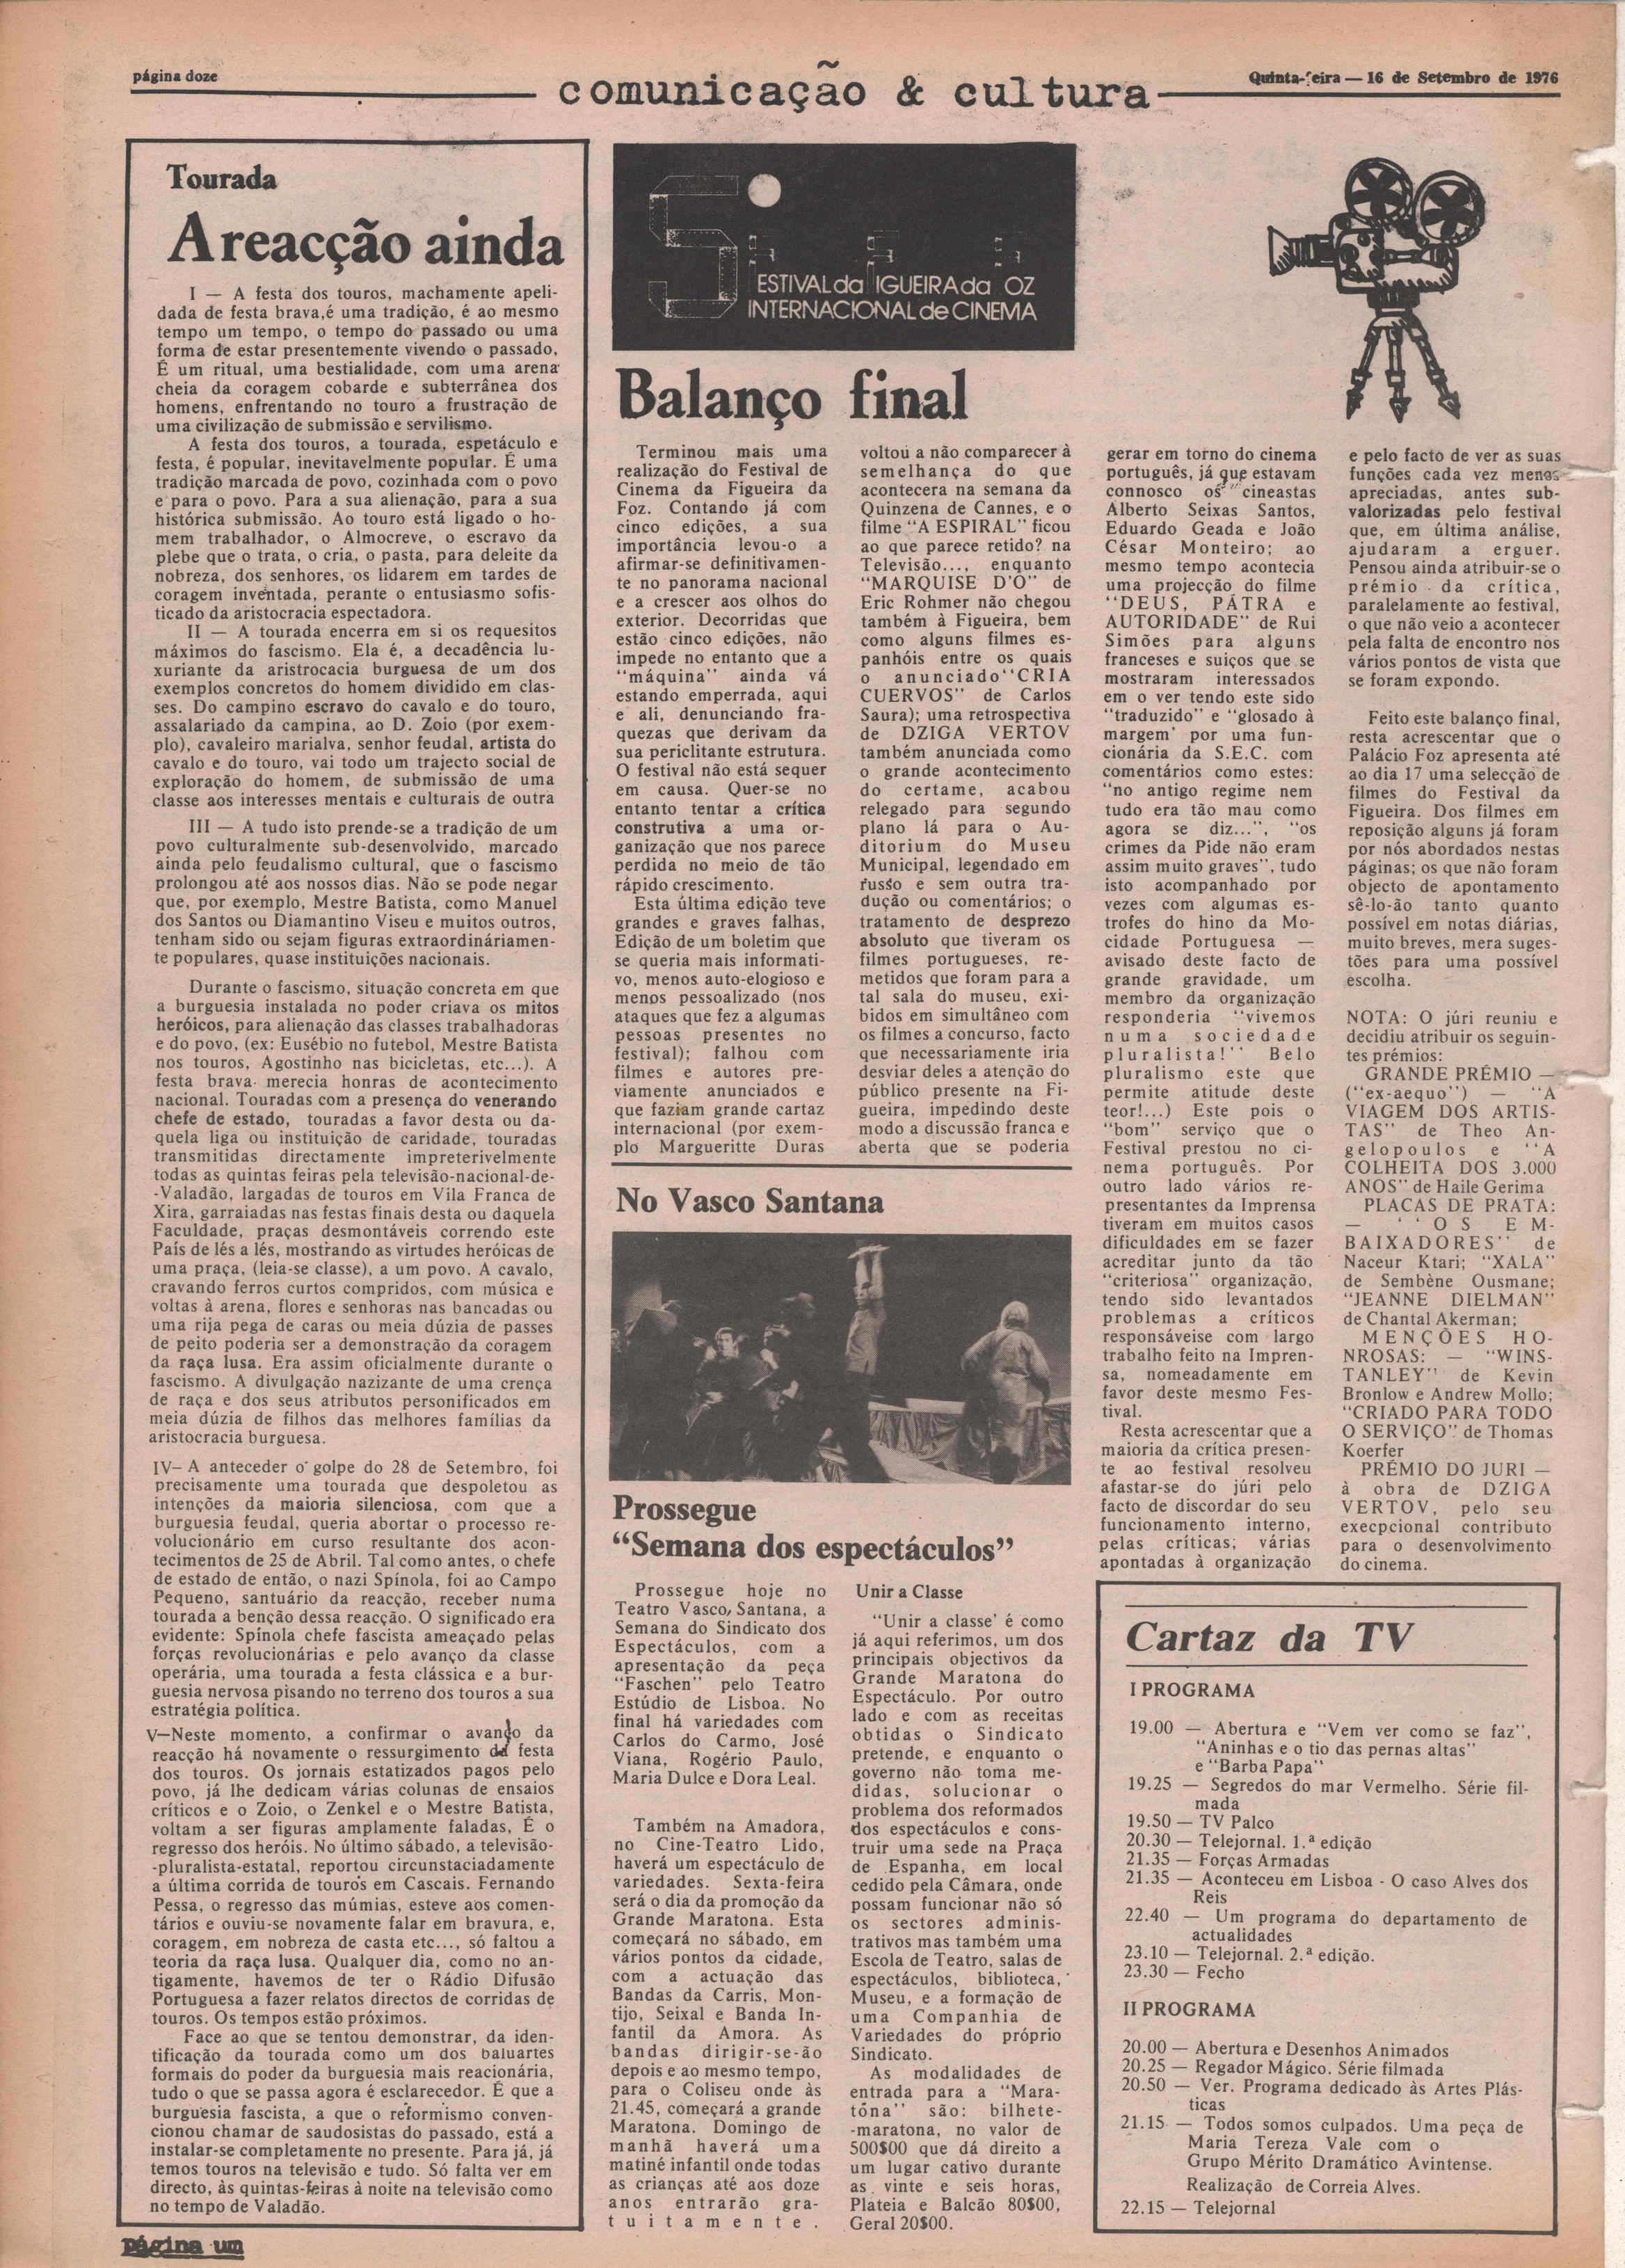 página doze
comunicação & cultura
Quinta-feira — 16 de Setembro de 1976
Tourada
A reacção ainda
I — A festa dos touros, machamente apeli-
dada de festa brava,é uma tradição, é ao mesmo
tempo um tempo, o tempo do passado ou uma
forma de estar presentemente vivendo o passado,
É um ritual, uma bestialidade, com uma arena
cheia da coragem cobarde e subterrânea dos
homens, enfrentando no touro a frustração de
uma civilização de submissão e servilismo.
A festa dos touros, a tourada, espetáculo e
festa, é popular, inevitavelmente popular. É uma
tradição marcada de povo, cozinhada com o povo
e para o povo. Para a sua alienação, para a sua
histórica submissão. Ao touro está ligado o ho-
mem trabalhador, o Almocreve, o escravo da
plebe que o trata, o cria, o pasta, para deleite da
nobreza, dos senhores, os lidarem em tardes de
coragem inventada, perante o entusiasmo sofis-
ticado da aristocracia espectadora.
II — A tourada encerra em si os requesitos
máximos do fascismo. Ela é, a decadência lu-
xuriante da aristrocacia burguesa de um dos
exemplos concretos do homem dividido em clas-
ses. Do campino escravo do cavalo e do touro,
assalariado da campina, ao D. Zoio (por exem-
plo), cavaleiro marialva, senhor feudal, artista do
cavalo e do touro, vai todo um trajecto social de
exploração do homem, de submissão de uma
classe aos interesses mentais e culturais de outra
III — A tudo isto prende-se a tradição de um
povo culturalmente sub-desenvolvido, marcado
ainda pelo feudalismo cultural, que o fascismo
prolongou até aos nossos dias. Não se pode negar
que, por exemplo, Mestre Batista, como Manuel
dos Santos ou Diamantino Viseu e muitos outros,
tenham sido ou sejam figuras extraordináriamen-
te populares, quase instituições nacionais.
Durante o fascismo, situação concreta em que
a burguesia instalada no poder criava os mitos
heróicos, para alienação das classes trabalhadoras
e do povo, (ex: Eusébio no futebol, Mestre Batista
nos touros, Agostinho nas bicicletas, etc...). A
festa brava merecia honras de acontecimento
nacional. Touradas com a presença do venerando
chefe de estado, touradas a favor desta ou da-
quela liga ou instituição de caridade, touradas
transmitidas directamente impreterivelmente
todas as quintas feiras pela televisão-nacional-de-
-Valadão, largadas de touros em Vila Franca de
Xira, garraiadas nas festas finais desta ou daquela
Faculdade, praças desmontáveis correndo este
País de lés a lés, mostrando as virtudes heróicas de
uma praça, (leia-se classe), a um povo. A cavalo,
cravando ferros curtos compridos, com música e
voltas à arena, flores e senhoras nas bancadas ou
uma rija pega de caras ou meia dúzia de passes
de peito poderia ser a demonstração da coragem
da raça lusa. Era assim oficialmente durante o
fascismo. A divulgação nazizante de uma crença
de raça e dos seus atributos personificados em
meia dúzia de filhos das melhores famílias da
aristocracia burguesa.
IV— A anteceder o golpe do 28 de Setembro, foi
precisamente uma tourada que despoletou as
intenções da maioria silenciosa, com que a
burguesia feudal, queria abortar o processo re-
volucionário em curso resultante dos acon-
tecimentos de 25 de Abril. Tal como antes, o chefe
de estado de então, o nazi Spínola, foi ao Campo
Pequeno, santuário da reacção, receber numa
tourada a benção dessa reacção. O significado era
evidente: Spínola chefe fascista ameaçado pelas
forças revolucionárias e pelo avanço da classe
operária, uma tourada a festa clássica e a bur-
guesia nervosa pisando no terreno dos touros a sua
estratégia política.
V—Neste momento, a confirmar o avanço da
reacção há novamente o ressurgimento da festa
dos touros. Os jornais estatizados pagos pelo
povo, já lhe dedicam várias colunas de ensaios
críticos e o Zoio, o Zenkel e o Mestre Batista,
voltam a ser figuras amplamente faladas, É o
regresso dos heróis. No último sábado, a televisão-
-pluralista-estatal, reportou circunstaciadamente
a última corrida de touros em Cascais. Fernando
Pessa, o regresso das múmias, esteve aos comen-
tários e ouviu-se novamente falar em bravura, e,
coragem, em nobreza de casta etc..., só faltou a
teoria da raça lusa. Qualquer dia, como no an-
tigamente, havemos de ter o Rádio Difusão
Portuguesa a fazer relatos directos de corridas de
touros. Os tempos estão próximos.
Face ao que se tentou demonstrar, da iden-
tificação da tourada como um dos baluartes
formais do poder da burguesia mais reacionária,
tudo o que se passa agora é esclarecedor. É que a
burguesia fascista, a que o reformismo conven-
cionou chamar de saudosistas do passado, está a
instalar-se completamente no presente. Para já, já
temos touros na televisão e tudo. Só falta ver em
directo, às quintas-feiras à noite na televisão como
no tempo de Valadão.
5
ESTIVAL da IGUEIRA da OZ
INTERNACIONAL de CINEMA
Balanço final
Terminou mais uma
realização do Festival de
Cinema da Figueira da
Foz. Contando já com
cinco edições, a sua
importância levou-o a
afirmar-se definitivamen-
te no panorama nacional
e a crescer aos olhos do
exterior. Decorridas que
estão cinco edições, não
impede no entanto que a
"máquina" ainda vá
estando emperrada, aqui
e ali, denunciando fra-
quezas que derivam da
sua periclitante estrutura.
O festival não está sequer
em causa. Quer-se no
entanto tentar a crítica
construtiva a uma or-
ganização que nos parece
perdida no meio de tão
rápido crescimento.
Esta última edição teve
grandes e graves falhas,
Edição de um boletim que
se queria mais informati-
vo, menos auto-elogioso e
menos pessoalizado (nos
ataques que fez a algumas
pessoas presentes no
festival); falhou com
filmes e autores pre-
viamente anunciados e
que faziam grande cartaz
internacional (por exem-
plo Margueritte Duras
voltou a não comparecer à
semelhança do que
acontecera na semana da
Quinzena de Cannes, e o
filme "A ESPIRAL" ficou
ao que parece retido? na
Televisão..., enquanto
"MARQUISE D'O" de
Eric Rohmer não chegou
também à Figueira, bem
como alguns filmes es-
panhóis entre os quais
o anunciado "CRIA
CUERVOS" de Carlos
Saura); uma retrospectiva
de DZIGA VERTOV
também anunciada como
o grande acontecimento
do certame, acabou
relegado para segundo
plano lá para o Au-
ditorium do Museu
Municipal, legendado em
russo e sem outra tra-
dução ou comentários; o
tratamento de desprezo
absoluto que tiveram os
filmes portugueses, re-
metidos que foram para a
tal sala do museu, exi-
bidos em simultâneo com
os filmes a concurso, facto
que necessariamente iria
desviar deles a atenção do
público presente na Fi-
gueira, impedindo deste
modo a discussão franca e
aberta que se poderia
gerar em torno do cinema
português, já que estavam
connosco os cineastas
Alberto Seixas Santos,
Eduardo Geada e João
César Monteiro; ao
mesmo tempo acontecia
uma projecção do filme
"DEUS, PÁTRA e
AUTORIDADE" de Rui
Simões para alguns
franceses e suiços que se
mostraram interessados
em o ver tendo este sido
"traduzido" e "glosado à
margem' por uma fun-
cionária da S.E.C. com
comentários como estes:
"no antigo regime nem
tudo era tão mau como
agora se diz...", "os
crimes da Pide não eram
assim muito graves", tudo
isto acompanhado por
vezes com algumas es-
trofes do hino da Mo-
cidade Portuguesa —
avisado deste facto de
grande gravidade, um
membro da organização
responderia "vivemos
numa sociedade
pluralista!" Belo
pluralismo este que
permite atitude deste
teor!...) Este pois o
"bom" serviço que o
Festival prestou no ci-
nema português. Por
outro lado vários re-
presentantes da Imprensa
tiveram em muitos casos
dificuldades em se fazer
acreditar junto da tão
"criteriosa" organização,
tendo sido levantados
problemas a críticos
responsáveise com largo
trabalho feito na Impren-
sa, nomeadamente em
favor deste mesmo Fes-
tival.
Resta acrescentar que a
maioria da crítica presen-
te ao festival resolveu
afastar-se do júri pelo
facto de discordar do seu
funcionamento interno,
pelas críticas; várias
apontadas à organização
e pelo facto de ver as suas
funções cada vez menos
apreciadas, antes sub-
valorizadas pelo festival
que, em última análise,
ajudaram a erguer.
Pensou ainda atribuir-se o
prémio da crítica,
paralelamente ao festival,
o que não veio a acontecer
pela falta de encontro nos
vários pontos de vista que
se foram expondo.
Feito este balanço final,
resta acrescentar que o
Palácio Foz apresenta até
ao dia 17 uma selecção de
filmes do Festival da
Figueira. Dos filmes em
reposição alguns já foram
por nós abordados nestas
páginas; os que não foram
objecto de apontamento
sê-lo-ão tanto quanto
possível em notas diárias,
muito breves, mera suges-
tões para uma possível
escolha.
NOTA: O júri reuniu e
decidiu atribuir os seguin-
tes prémios:
GRANDE PRÉMIO —
("ex-aequo") — "A
VIAGEM DOS ARTIS-
TAS" de Theo An-
gelopoulos e "A
COLHEITA DOS 3.000
ANOS" de Haile Gerima
PLACAS DE PRATA:
— "OS EM-
BAIXADORES" de
Naceur Ktari; "XALA"
de Sembène Ousmane;
"JEANNE DIELMAN"
de Chantal Akerman;
MENÇÕES HO-
NROSAS: — "WINS-
TANLEY" de Kevin
Bronlow e Andrew Mollo;
"CRIADO PARA TODO
O SERVIÇO" de Thomas
Koerfer
PRÉMIO DO JURI —
à obra de DZIGA
VERTOV, pelo seu
execpcional contributo
para o desenvolvimento
do cinema.
No Vasco Santana
Prossegue
"Semana dos espectáculos"
Prossegue hoje no
Teatro Vasco Santana, a
Semana do Sindicato dos
Espectáculos, com a
apresentação da peça
"Faschen" pelo Teatro
Estúdio de Lisboa. No
final há variedades com
Carlos do Carmo, José
Viana, Rogério Paulo,
Maria Dulce e Dora Leal.
Também na Amadora,
no Cine-Teatro Lido,
haverá um espectáculo de
variedades. Sexta-feira
será o dia da promoção da
Grande Maratona. Esta
começará no sábado, em
vários pontos da cidade,
com a actuação das
Bandas da Carris, Mon-
tijo, Seixal e Banda In-
fantil da Amora. As
bandas dirigir-se-ão
depois e ao mesmo tempo,
para o Coliseu onde às
21.45, começará a grande
Maratona. Domingo de
manhã haverá uma
matiné infantil onde todas
as crianças até aos doze
anos entrarão gra-
tuitamente.
Unir a Classe
"Unir a classe' é como
já aqui referimos, um dos
principais objectivos da
Grande Maratona do
Espectáculo. Por outro
lado e com as receitas
obtidas o Sindicato
pretende, e enquanto o
governo não toma me-
didas, solucionar o
problema dos reformados
dos espectáculos e cons-
truir uma sede na Praça
de Espanha, em local
cedido pela Câmara, onde
possam funcionar não só
os sectores adminis-
trativos mas também uma
Escola de Teatro, salas de
espectáculos, biblioteca,
Museu, e a formação de
uma Companhia de
Variedades do próprio
Sindicato.
As modalidades de
entrada para a "Mara-
tóna" são: bilhete-
-maratona, no valor de
500$00 que dá direito a
um lugar cativo durante
as vinte e seis horas,
Plateia e Balcão 80$00,
Geral 20$00.
Cartaz da TV
I PROGRAMA
19.00 — Abertura e "Vem ver como se faz",
"Aninhas e o tio das pernas altas"
e "Barba Papa"
19.25 — Segredos do mar Vermelho. Série fil-
mada
19.50 — TV Palco
20.30 — Telejornal. 1.ª edição
21.35 — Forças Armadas
21.35 — Aconteceu em Lisboa - O caso Alves dos
Reis
22.40 — Um programa do departamento de
actualidades
23.10 — Telejornal. 2.ª edição.
23.30 — Fecho
II PROGRAMA
20.00 — Abertura e Desenhos Animados
20.25 — Regador Mágico. Série filmada
20.50 — Ver. Programa dedicado às Artes Plás-
ticas
21.15 — Todos somos culpados. Uma peça de
Maria Tereza Vale com o
Grupo Mérito Dramático Avintense.
Realização de Correia Alves.
22.15 — Telejornal
página um